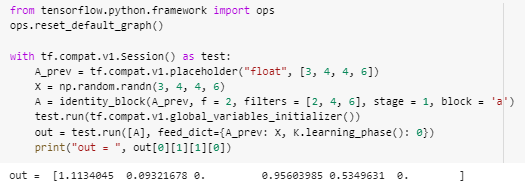 from tensorflow.python.framework import ops
ops.reset_default_graph()

with tf.compat.v1.Session() as test:
    A_prev = tf.compat.v1.placeholder("float", [3, 4, 4, 6])
    X = np.random.randn(3, 4, 4, 6)
    A = identity_block(A_prev, f = 2, filters = [2, 4, 6], stage = 1, block = 'a')
    test.run(tf.compat.v1.global_variables_initializer())
    out = test.run([A], feed_dict={A_prev: X, K.learning_phase(): 0})
    print("out = ", out[0][1][1][0])

out =  [1.1134045  0.09321678 0.         0.95603985 0.5349631  0.        ]